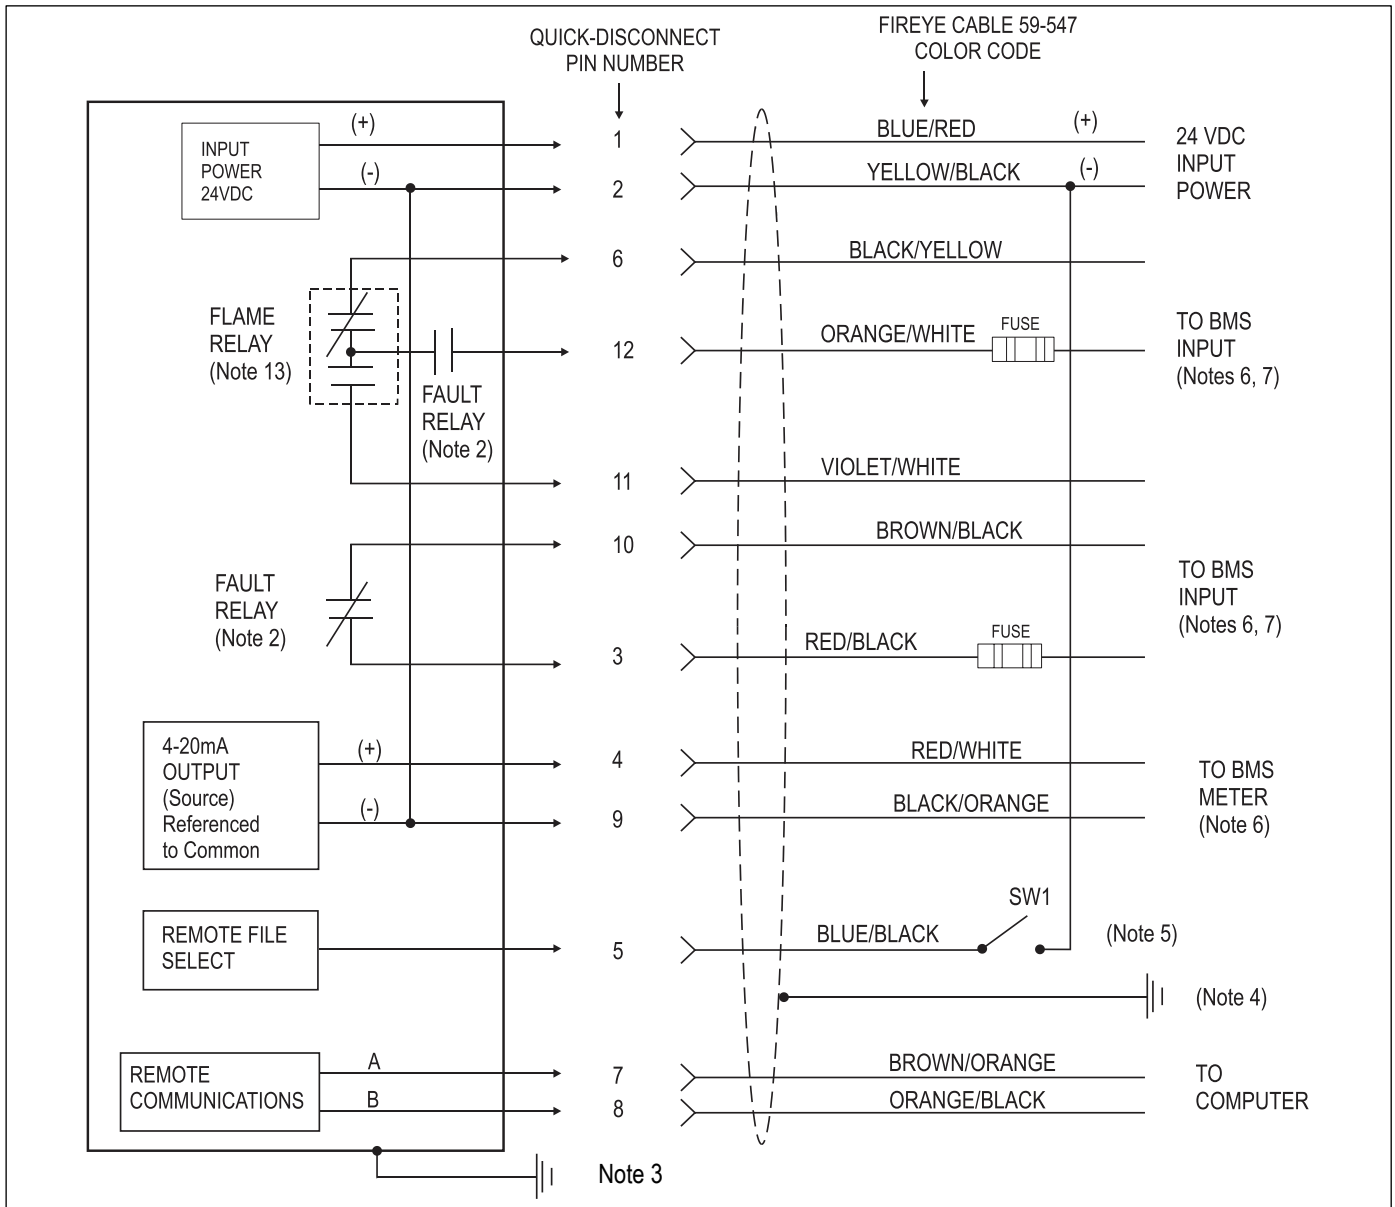 QUICK-DISCONNECT
PIN NUMBER
FIREYE CABLE 59-547
COLOR CODE
INPUT
POWER
24VDC
(+)
(-)
1
2
BLUE/RED
(+)
YELLOW/BLACK
(-)
24 VDC
INPUT
POWER
6
BLACK/YELLOW
FLAME
RELAY
(Note 13)
FAULT
RELAY
(Note 2)
12
ORANGE/WHITE
FUSE
TO BMS
INPUT
(Notes 6, 7)
11
VIOLET/WHITE
10
BROWN/BLACK
FAULT
RELAY
(Note 2)
3
RED/BLACK
FUSE
TO BMS
INPUT
(Notes 6, 7)
4-20mA
OUTPUT
(Source)
Referenced
to Common
(+)
(-)
4
RED/WHITE
9
BLACK/ORANGE
TO BMS
METER
(Note 6)
REMOTE FILE
SELECT
5
BLUE/BLACK
SW1
(Note 5)
(Note 4)
REMOTE
COMMUNICATIONS
A
B
7
BROWN/ORANGE
8
ORANGE/BLACK
TO
COMPUTER
Note 3